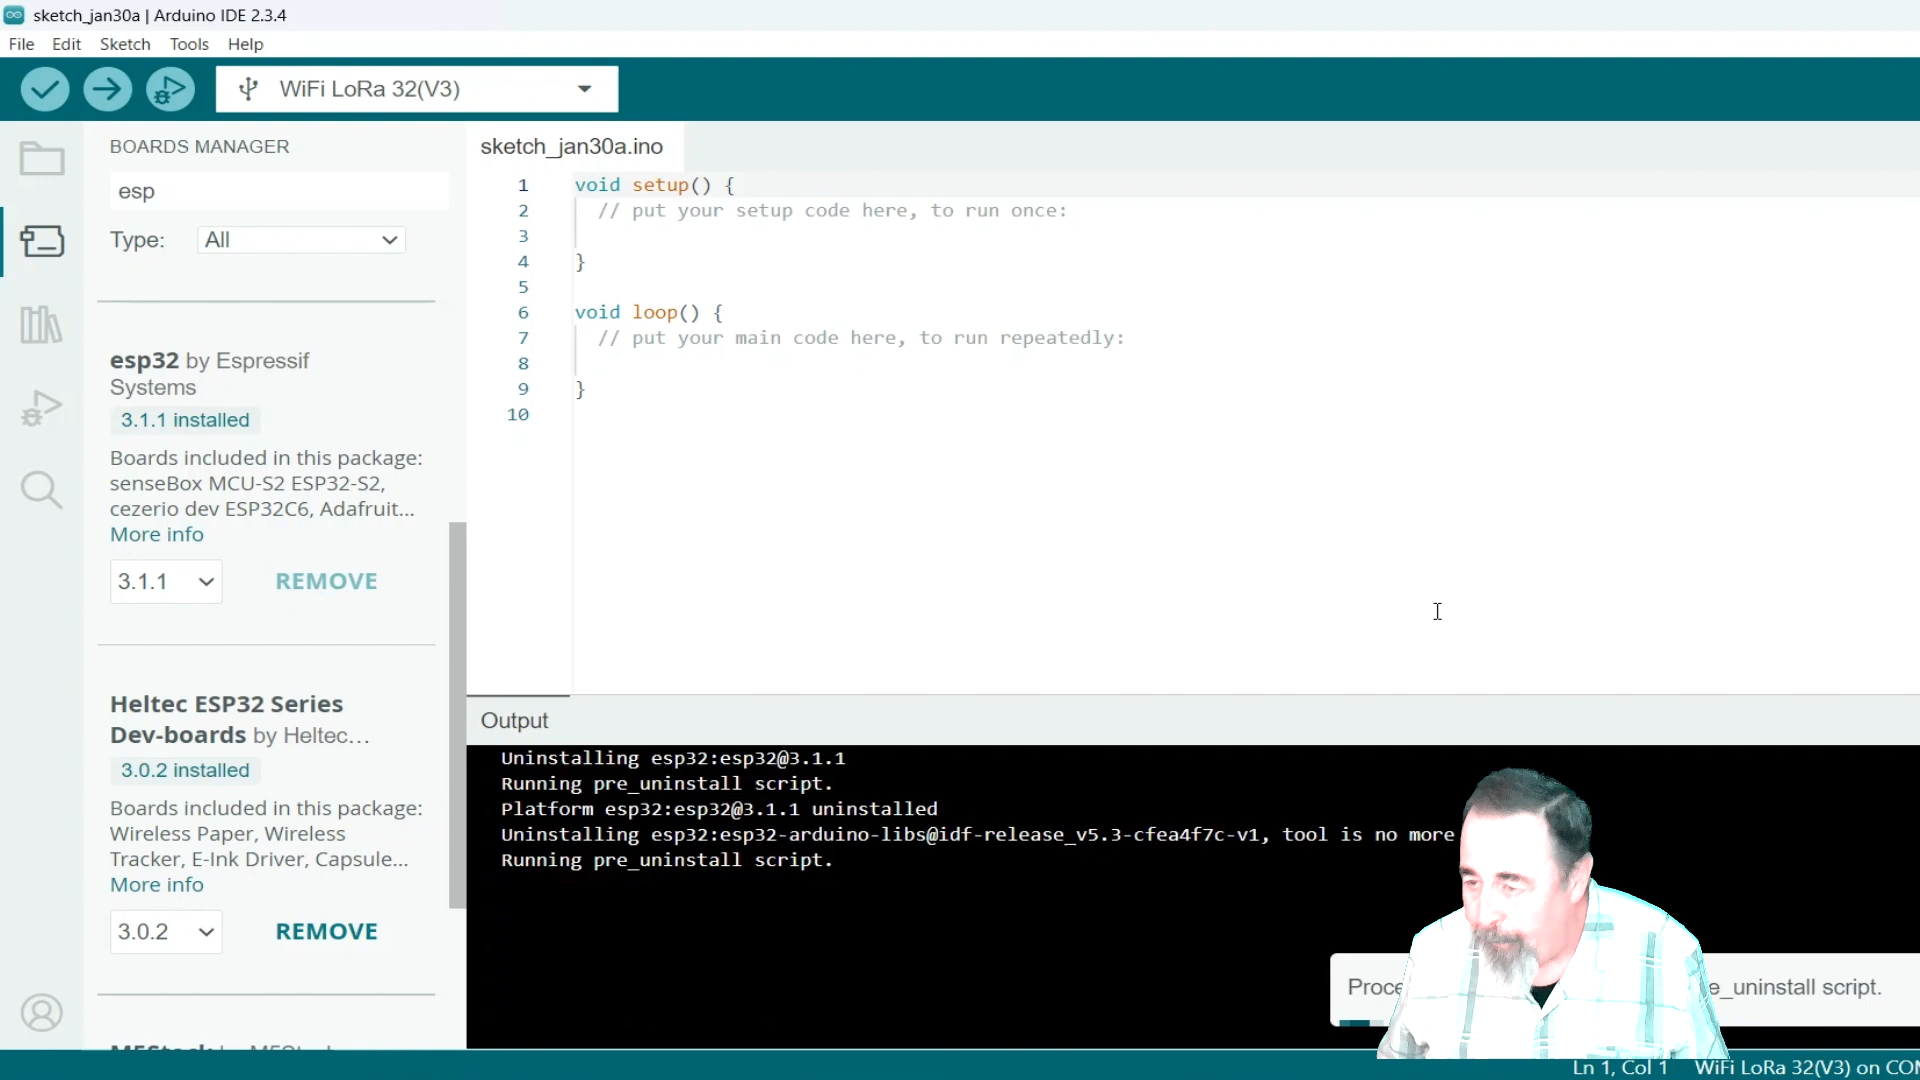 sketch_jan30a | Arduino IDE 2.3.4
File Edit Sketch Tools Help
WiFi LoRa 32(V3)
BOARDS MANAGER
esp
Type: All
esp32 by Espressif
Systems
3.1.1 installed
Boards included in this package:
senseBox MCU-S2 ESP32-S2,
cezerio dev ESP32C6, Adafruit...
More info
3.1.1 REMOVE
Heltec ESP32 Series
Dev-boards by Heltec...
3.0.2 installed
Boards included in this package:
Wireless Paper, Wireless
Tracker, E-Ink Driver, Capsule...
More info
3.0.2 REMOVE
sketch_jan30a.ino
1 void setup() {
2 // put your setup code here, to run once:
3
4 }
5
6 void loop() {
7 // put your main code here, to run repeatedly:
8
9 }
10
Output
Uninstalling esp32:esp32@3.1.1
Running pre_uninstall script.
Platform esp32:esp32@3.1.1 uninstalled
Uninstalling esp32:esp32-arduino-libs@idf-release_v5.3-cfea4f7c-v1, tool is no more
Running pre_uninstall script.
Proce e_uninstall script.
Ln 1, Col 1 WiFi LoRa 32(V3) on COM